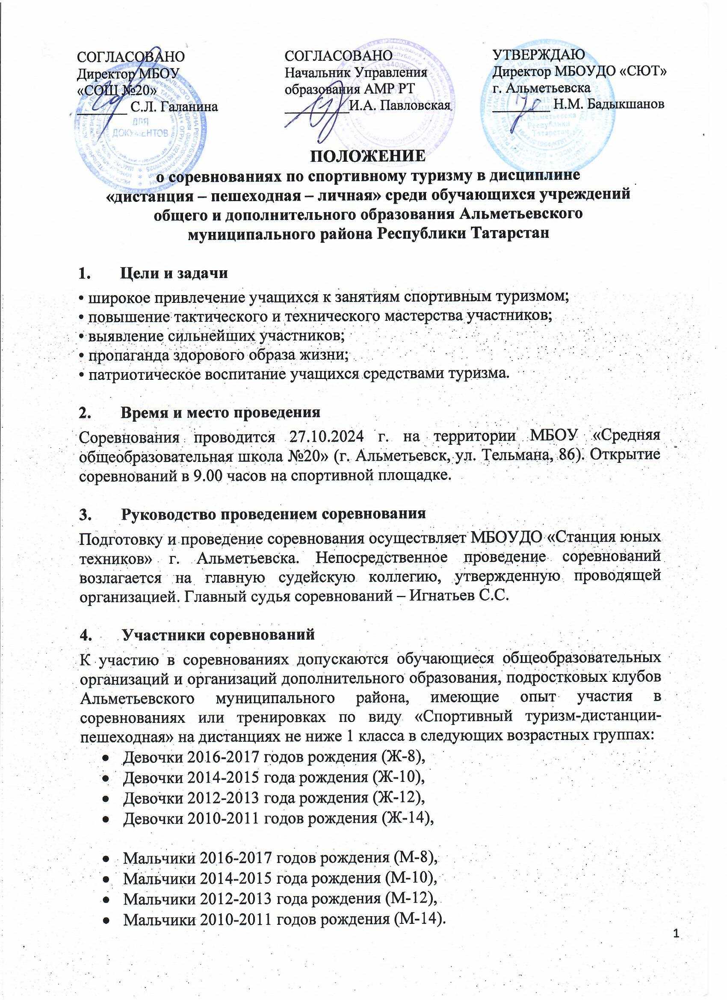 СОГЛАСОВАНО
Директор МБОУ
«СОШ №20»
________ С.Л. Галанина
СОГЛАСОВАНО
Начальник Управления
образования АМР РТ
__________И.А. Павловская
УТВЕРЖДАЮ
Директор МБОУДО «СЮТ»
г. Альметьевска
_________ Н.М. Бадыкшанов
ДЛЯ
ДОКУМЕНТОВ
ПОЛОЖЕНИЕ
о соревнованиях по спортивному туризму в дисциплине
«дистанция – пешеходная – личная» среди обучающихся учреждений
общего и дополнительного образования Альметьевского
муниципального района Республики Татарстан
1. Цели и задачи
• широкое привлечение учащихся к занятиям спортивным туризмом;
• повышение тактического и технического мастерства участников;
• выявление сильнейших участников;
• пропаганда здорового образа жизни;
• патриотическое воспитание учащихся средствами туризма.
2. Время и место проведения
Соревнования проводится 27.10.2024 г. на территории МБОУ «Средняя
общеобразовательная школа №20» (г. Альметьевск, ул. Тельмана, 86). Открытие
соревнований в 9.00 часов на спортивной площадке.
3. Руководство проведением соревнования
Подготовку и проведение соревнования осуществляет МБОУДО «Станция юных
техников» г. Альметьевска. Непосредственное проведение соревнований
возлагается на главную судейскую коллегию, утвержденную проводящей
организацией. Главный судья соревнований – Игнатьев С.С.
4. Участники соревнований
К участию в соревнованиях допускаются обучающиеся общеобразовательных
организаций и организаций дополнительного образования, подростковых клубов
Альметьевского муниципального района, имеющие опыт участия в
соревнованиях или тренировках по виду «Спортивный туризм-дистанции-
пешеходная» на дистанциях не ниже 1 класса в следующих возрастных группах:
• Девочки 2016-2017 годов рождения (Ж-8),
• Девочки 2014-2015 года рождения (Ж-10),
• Девочки 2012-2013 года рождения (Ж-12),
• Девочки 2010-2011 годов рождения (Ж-14),
• Мальчики 2016-2017 годов рождения (М-8),
• Мальчики 2014-2015 года рождения (М-10),
• Мальчики 2012-2013 года рождения (М-12),
• Мальчики 2010-2011 годов рождения (М-14).
1